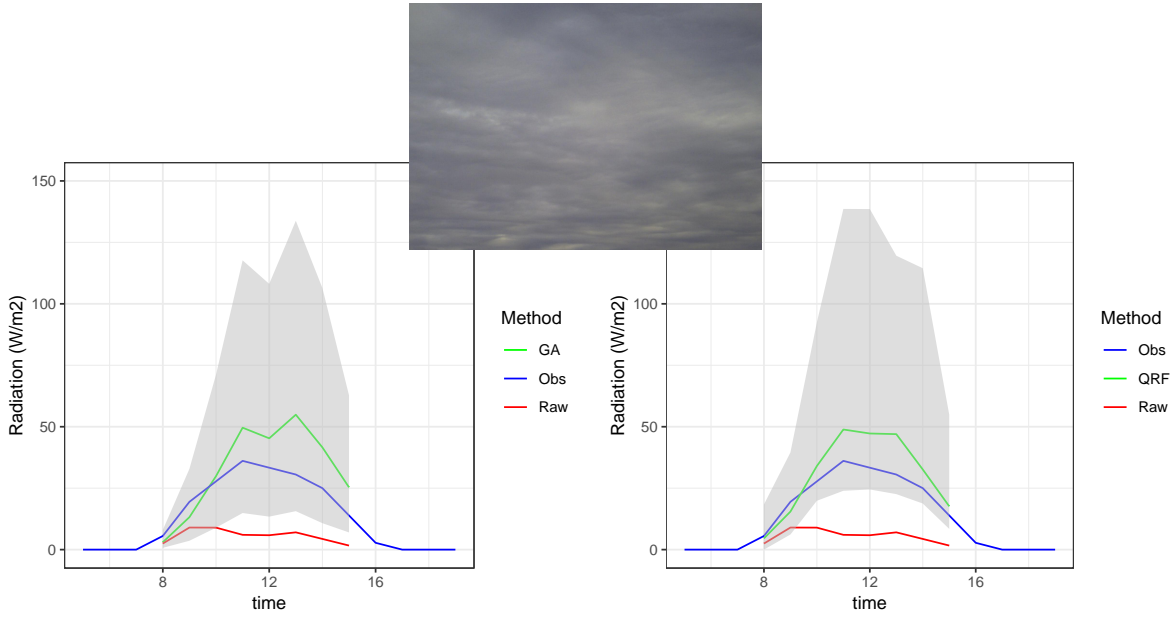 150
100
50
0
Radiation (W/m2)
8
12
16
time
Method
GA
Obs
Raw
100
50
0
Radiation (W/m2)
8
12
16
time
Method
Obs
QRF
Raw